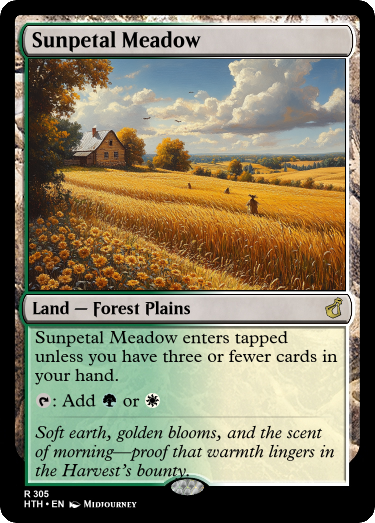 Sunpetal Meadow
Land — Forest Plains
Sunpetal Meadow enters tapped
unless you have three or fewer cards in
your hand.
: Add or
Soft earth, golden blooms, and the scent
of morning—proof that warmth lingers in
the Harvest's bounty.
R 305
HTH • EN Midjourney